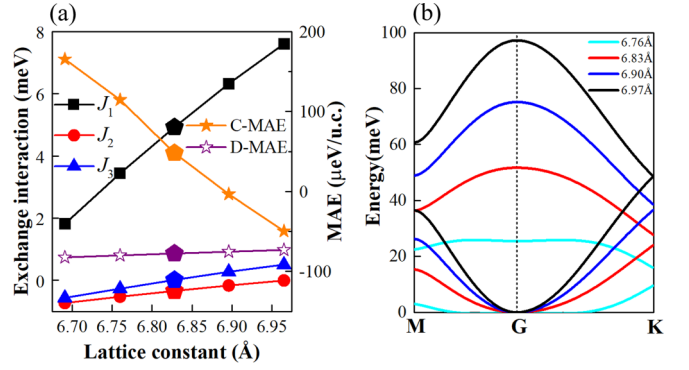 (a)
(b)
Exchange interaction (meV)
8
6
4
2
0
J1
J2
J3
C-MAE
D-MAE
200
100
0
-100
MAE (μeV/u.c.)
6.70 6.75 6.80 6.85 6.90 6.95
Lattice constant (Å)
Energy(meV)
100
80
60
40
20
0
6.76Å
6.83Å
6.90Å
6.97Å
M G K